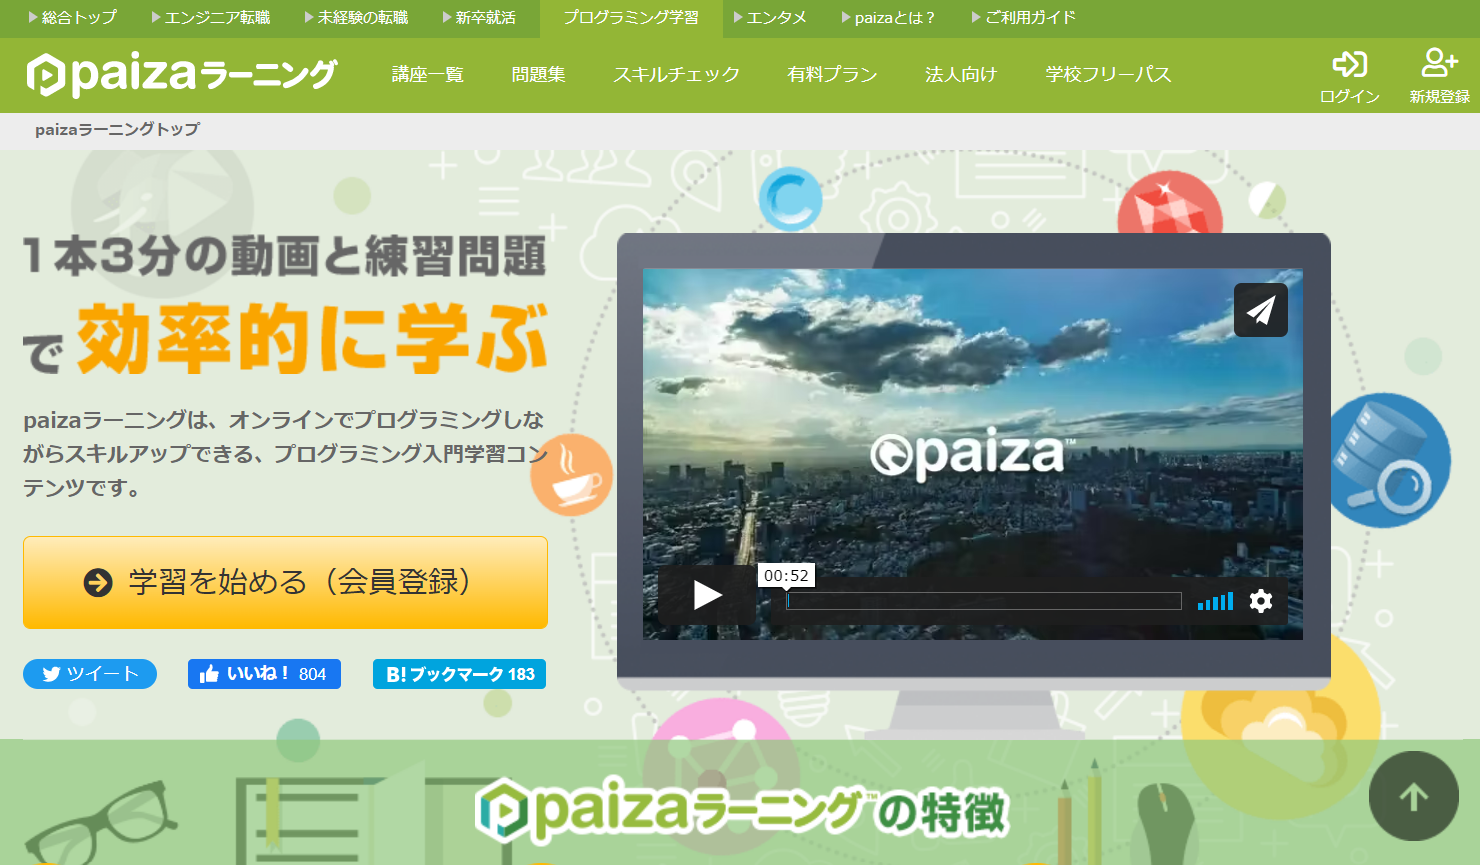 総合トップ エンジニア転職 未経験の転職 新卒就活 プログラミング学習 エンタメ paizaとは？ ご利用ガイド
paizaラーニング 講座一覧 問題集 スキルチェック 有料プラン 法人向け 学校フリーパス ログイン 新規登録
paizaラーニングトップ
1本3分の動画と練習問題
で効率的に学ぶ
paizaラーニングは、オンラインでプログラミングしな
がらスキルアップできる、プログラミング入門学習コン
テンツです。
学習を始める（会員登録）
ツイート いいね！ 804 B!ブックマーク 183
paiza™
00:52
paizaラーニング™の特徴